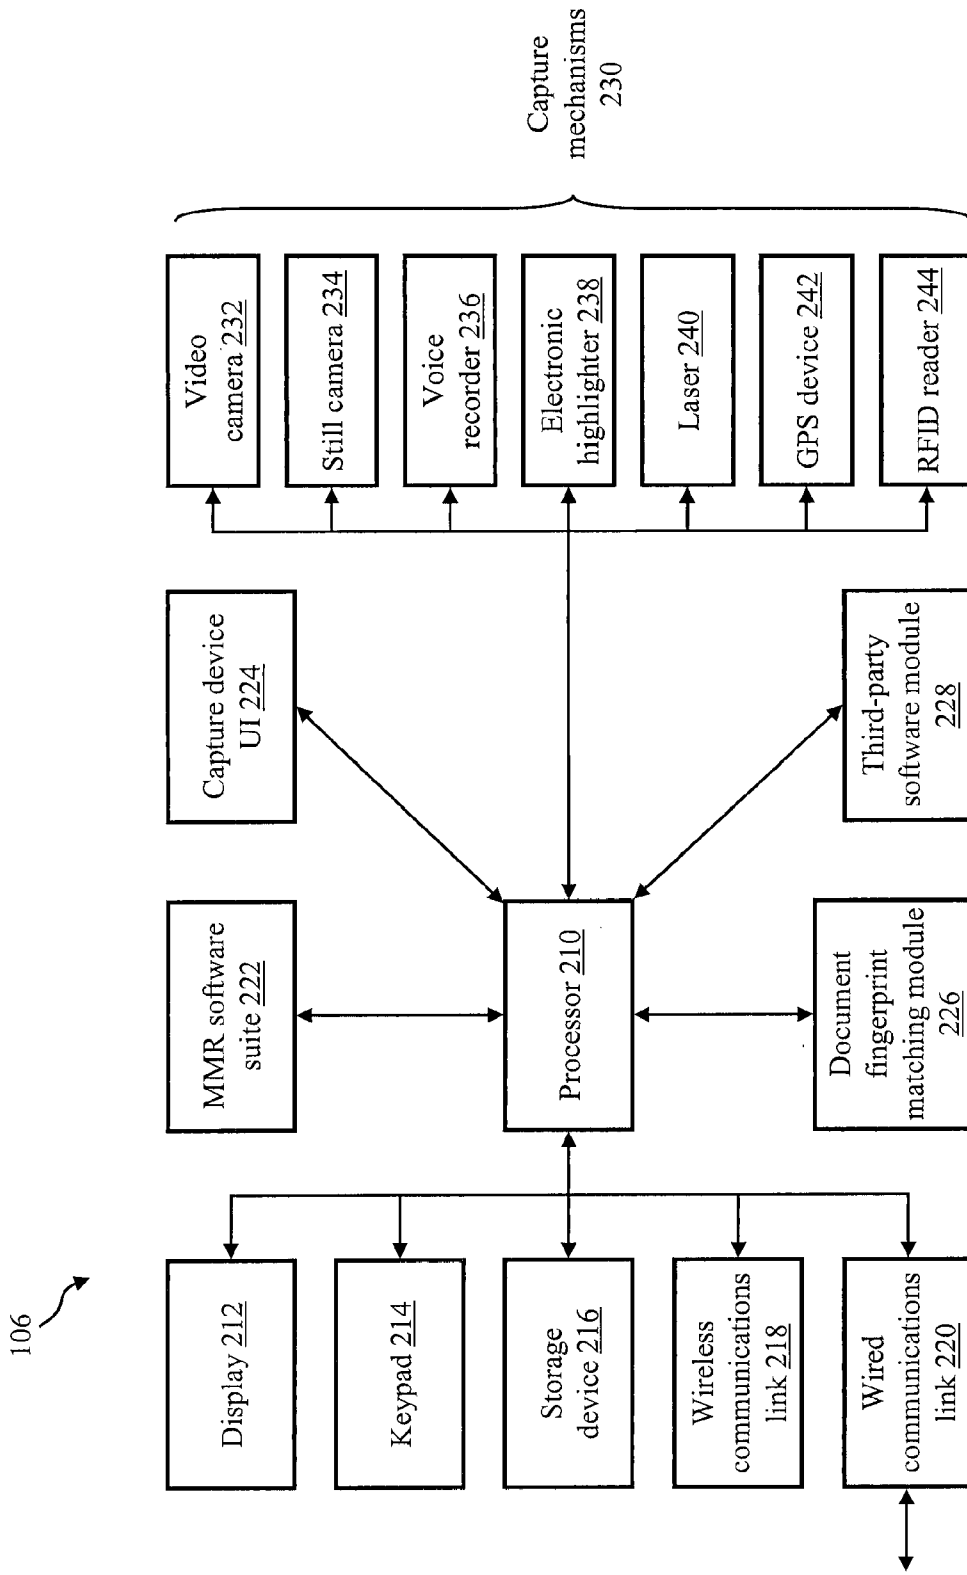 106
Display 212
Keypad 214
Storage
device 216
Wireless
communications
link 218
Wired
communications
link 220
MMR software
suite 222
Processor 210
Document
fingerprint
matching module
226
Capture device
UI 224
Third-party
software module
228
Video
camera 232
Still camera 234
Voice
recorder 236
Electronic
highlighter 238
Laser 240
GPS device 242
RFID reader 244
Capture
mechanisms
230